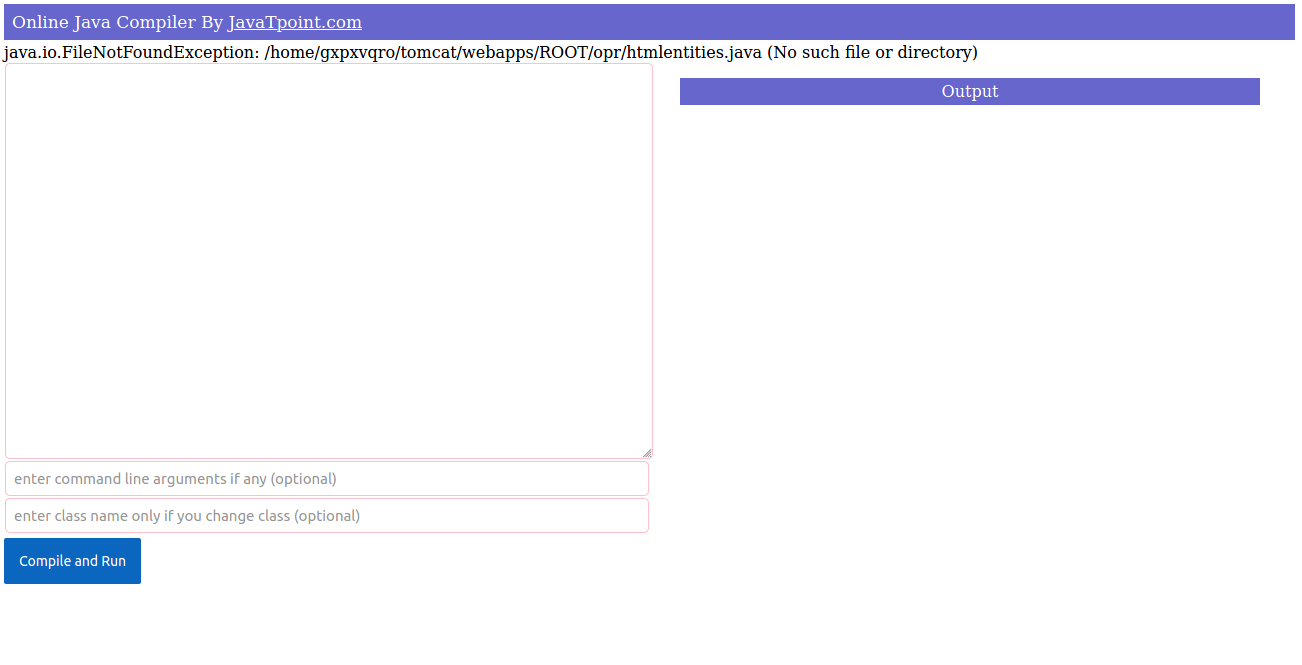 Online Java Compiler By JavaTpoint.com
java.io.FileNotFoundException: /home/gxpxvqro/tomcat/webapps/ROOT/opr/htmlentities.java (No such file or directory)
Output
enter command line arguments if any (optional)
enter class name only if you change class (optional)
Compile and Run